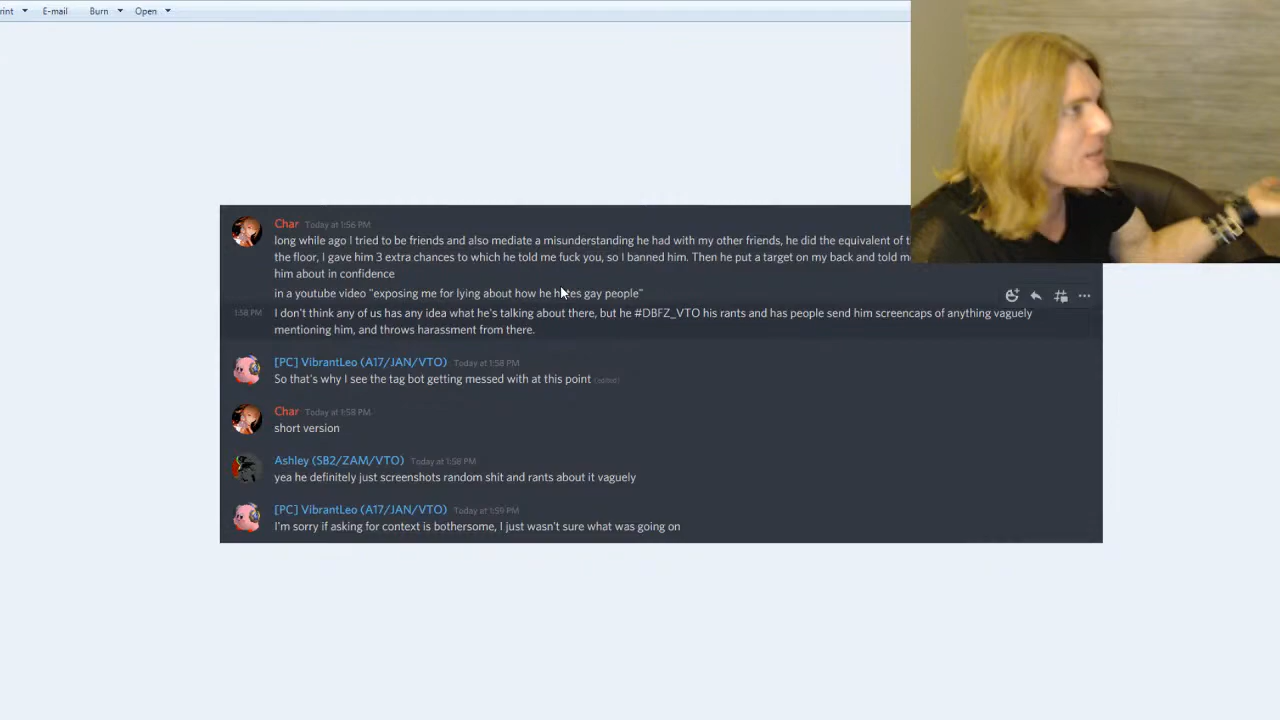 rint E-mail Burn Open
Char Today at 1:56 PM
long while ago I tried to be friends and also mediate a misunderstanding he had with my other friends, he did the equivalent of
the floor, I gave him 3 extra chances to which he told me fuck you, so I banned him. Then he put a target on my back and told
him about in confidence
in a youtube video "exposing me for lying about how he hates gay people"
1:58 PM I don't think any of us has any idea what he's talking about there, but he #DBFZ_VTO his rants and has people send him screencaps of anything vaguely
mentioning him, and throws harassment from there.
[PC] VibrantLeo (A17/JAN/VTO) Today at 1:58 PM
So that's why I see the tag bot getting messed with at this point (edited)
Char Today at 1:58 PM
short version
Ashley (SB2/ZAM/VTO) Today at 1:58 PM
yea he definitely just screenshots random shit and rants about it vaguely
[PC] VibrantLeo (A17/JAN/VTO) Today at 1:59 PM
I'm sorry if asking for context is bothersome, I just wasn't sure what was going on